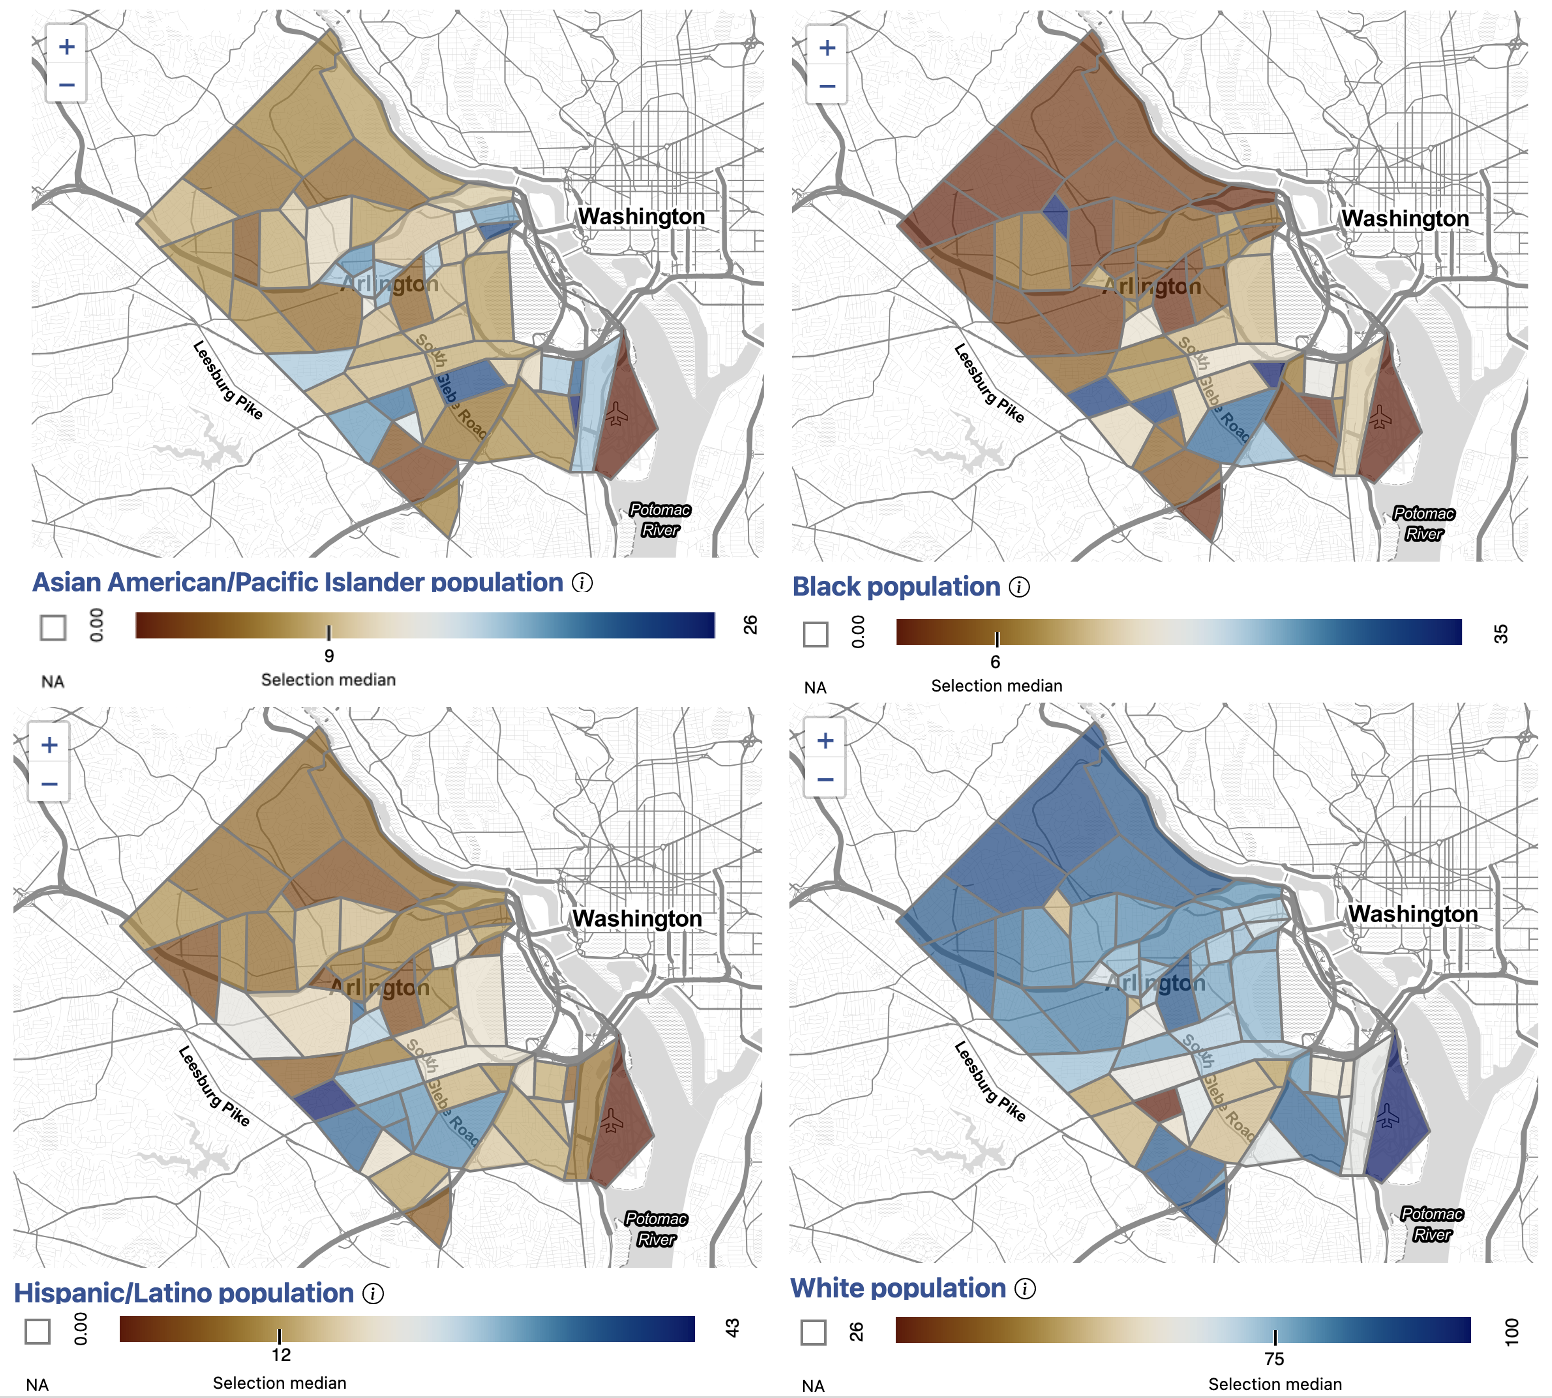 +
−
Washington
Arlington
South Glebe Road
Leesburg Pike
Potomac
River
Asian American/Pacific Islander population i
0.00
26
9
NA
Selection median
+
−
Washington
Arlington
South Glebe Road
Leesburg Pike
Potomac
River
Black population i
0.00
35
6
NA
Selection median
+
−
Washington
Arlington
South Glebe Road
Leesburg Pike
Potomac
River
Hispanic/Latino population i
0.00
43
12
NA
Selection median
+
−
Washington
Arlington
South Glebe Road
Leesburg Pike
Potomac
River
White population i
26
100
75
NA
Selection median